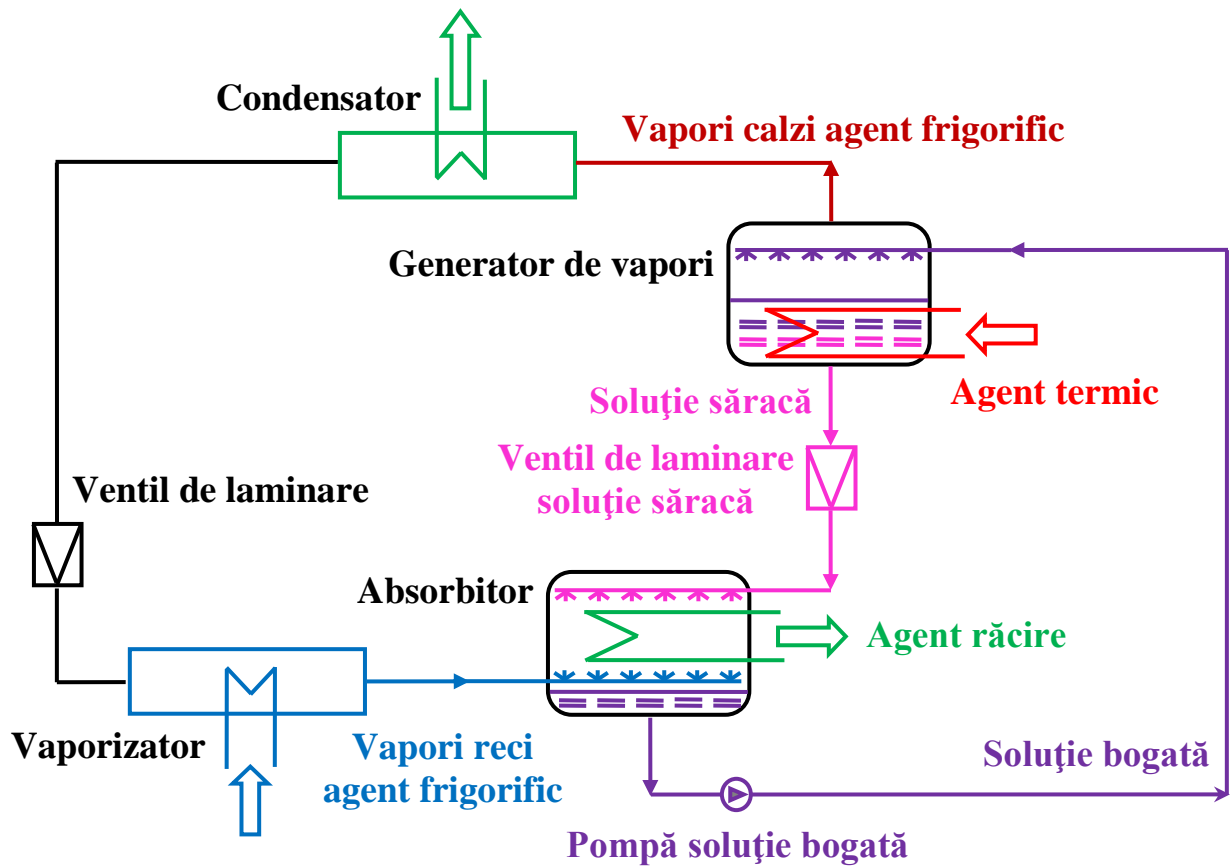 Condensator
Vapori calzi agent frigorific
Generator de vapori
Agent termic
Soluţie săracă
Ventil de laminare
soluţie săracă
Ventil de laminare
Absorbitor
Agent răcire
Vaporizator
Vapori reci
agent frigorific
Soluţie bogată
Pompă soluţie bogată